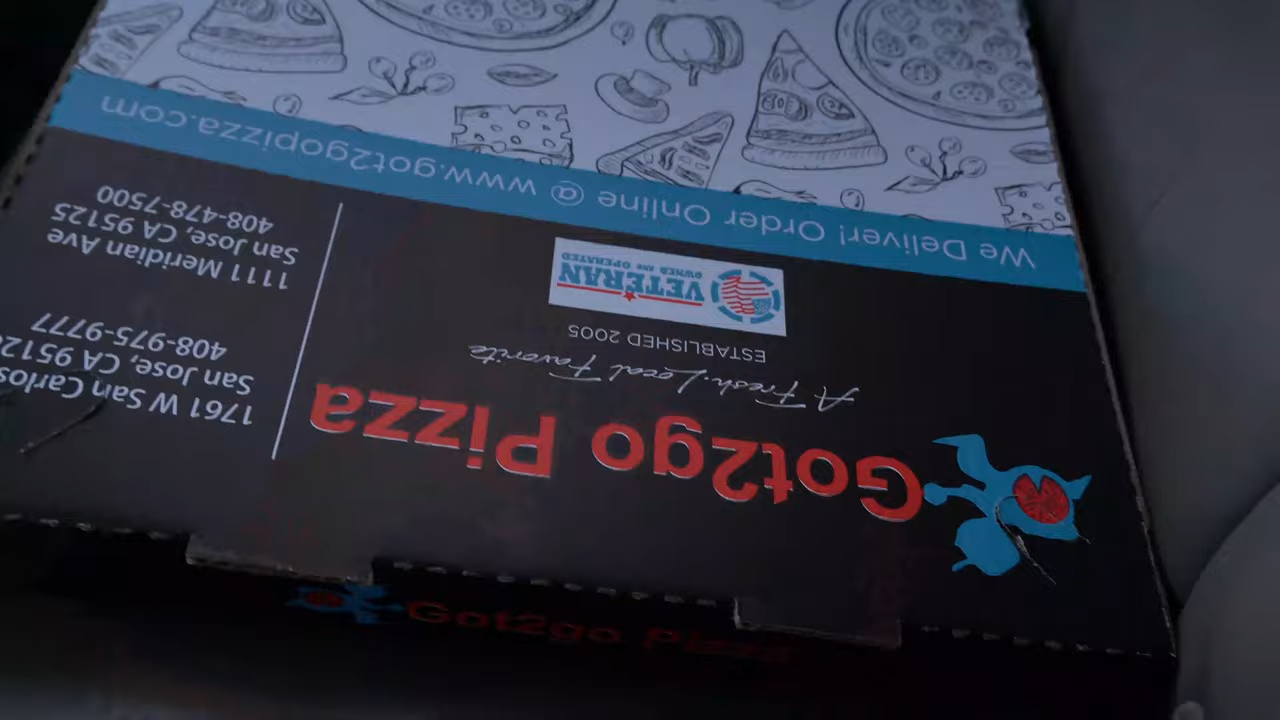 Got2go Pizza
A Fresh, Local Favorite
ESTABLISHED 2005
VETERAN
OWNED AND OPERATED
1761 W San Carlos
San Jose, CA 9512
408-975-9777
1111 Meridian Ave
San Jose, CA 95125
408-478-7500
We Deliver! Order Online @ www.got2gopizza.com
Got2go Pizza